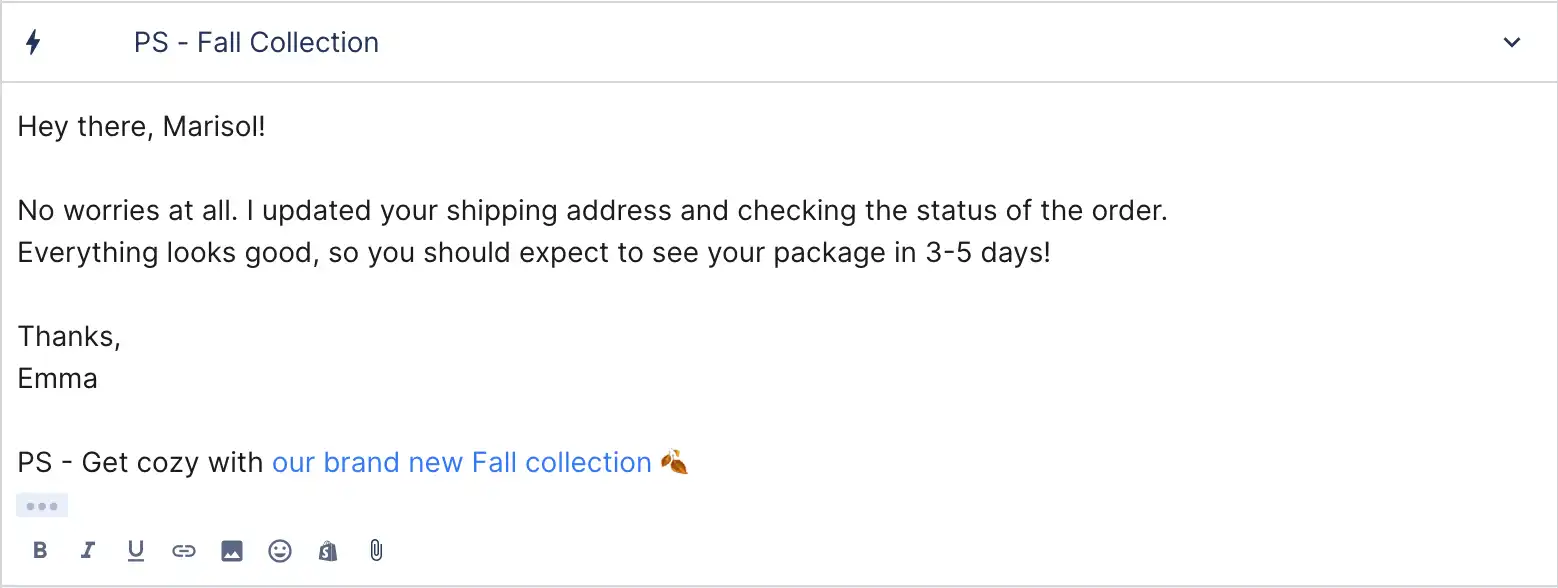 PS - Fall Collection
Hey there, Marisol!
No worries at all. I updated your shipping address and checking the status of the order.
Everything looks good, so you should expect to see your package in 3-5 days!
Thanks,
Emma
PS - Get cozy with our brand new Fall collection 🍂
B I U